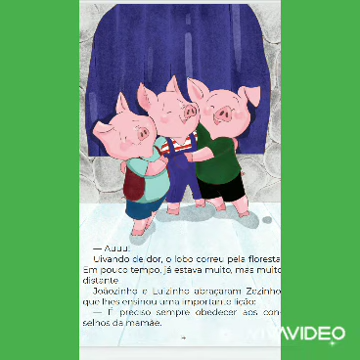 — Auuu!
Uivando de dor, o lobo correu pela floresta.
Em pouco tempo, já estava muito, mas muito
distante.
Joãozinho e Luizinho abraçaram Zezinho,
que lhes ensinou uma importante lição:
— É preciso sempre obedecer aos con-
selhos da mamãe.
VIDEO